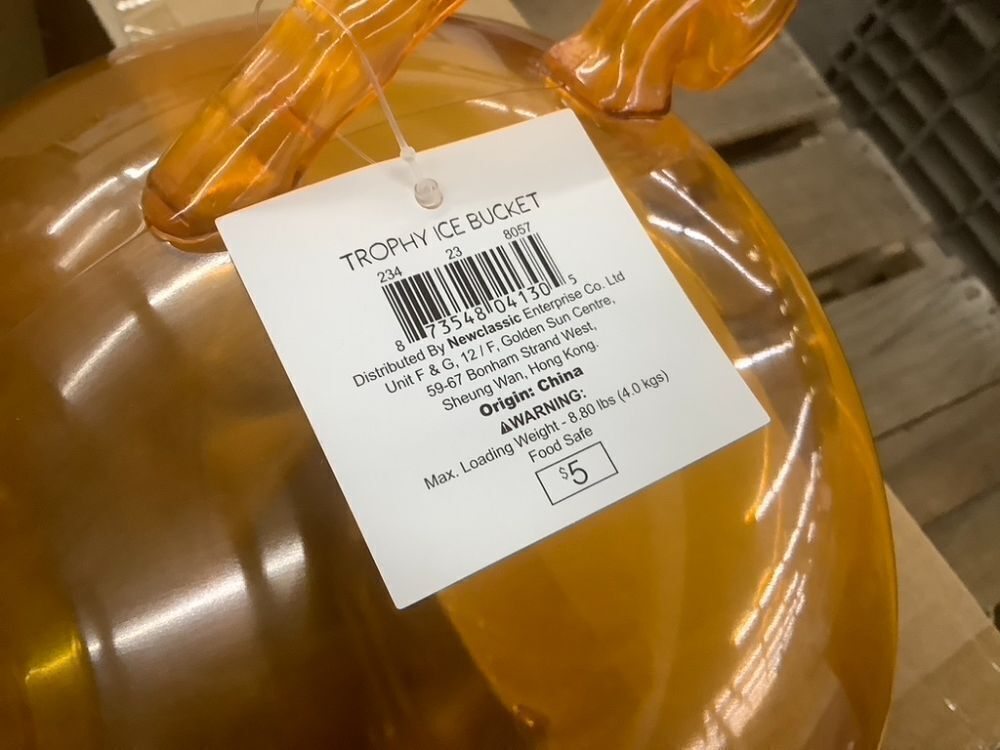 TROPHY ICE BUCKET
234 23 8057
8 73548 04130 5
Distributed By Newclassic Enterprise Co. Ltd
Unit F & G, 12 / F, Golden Sun Centre,
59-67 Bonham Strand West,
Sheung Wan, Hong Kong.
Origin: China
⚠WARNING:
Max. Loading Weight - 8.80 lbs (4.0 kgs)
Food Safe
$5